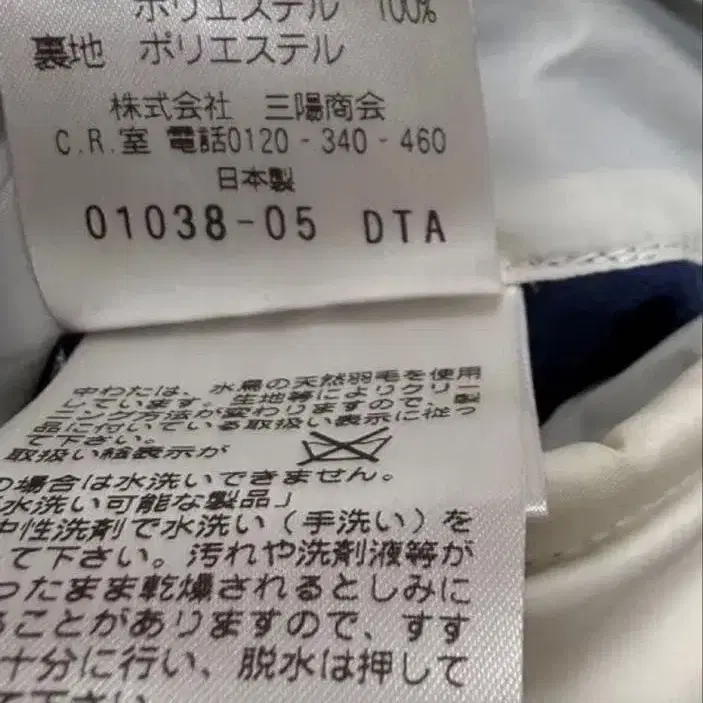 ポリエステル 100%
裏地 ポリエステル
株式会社 三陽商会
C.R.室 電話0120-340-460
日本製
01038-05 DTA
中わたは、水鳥の天然羽毛を使用
しています。生地等によりクリー
ニング方法が変わりますので、製
品に付いている取扱い表示に従っ
て下さい。
取扱い絵表示が
の場合は水洗いできません。
水洗い可能な製品」
中性洗剤で水洗い(手洗い)を
て下さい。汚れや洗剤液等が
ったまま乾燥されるとしみに
ることがありますので、すす
十分に行い、脱水は押して
て下さい。